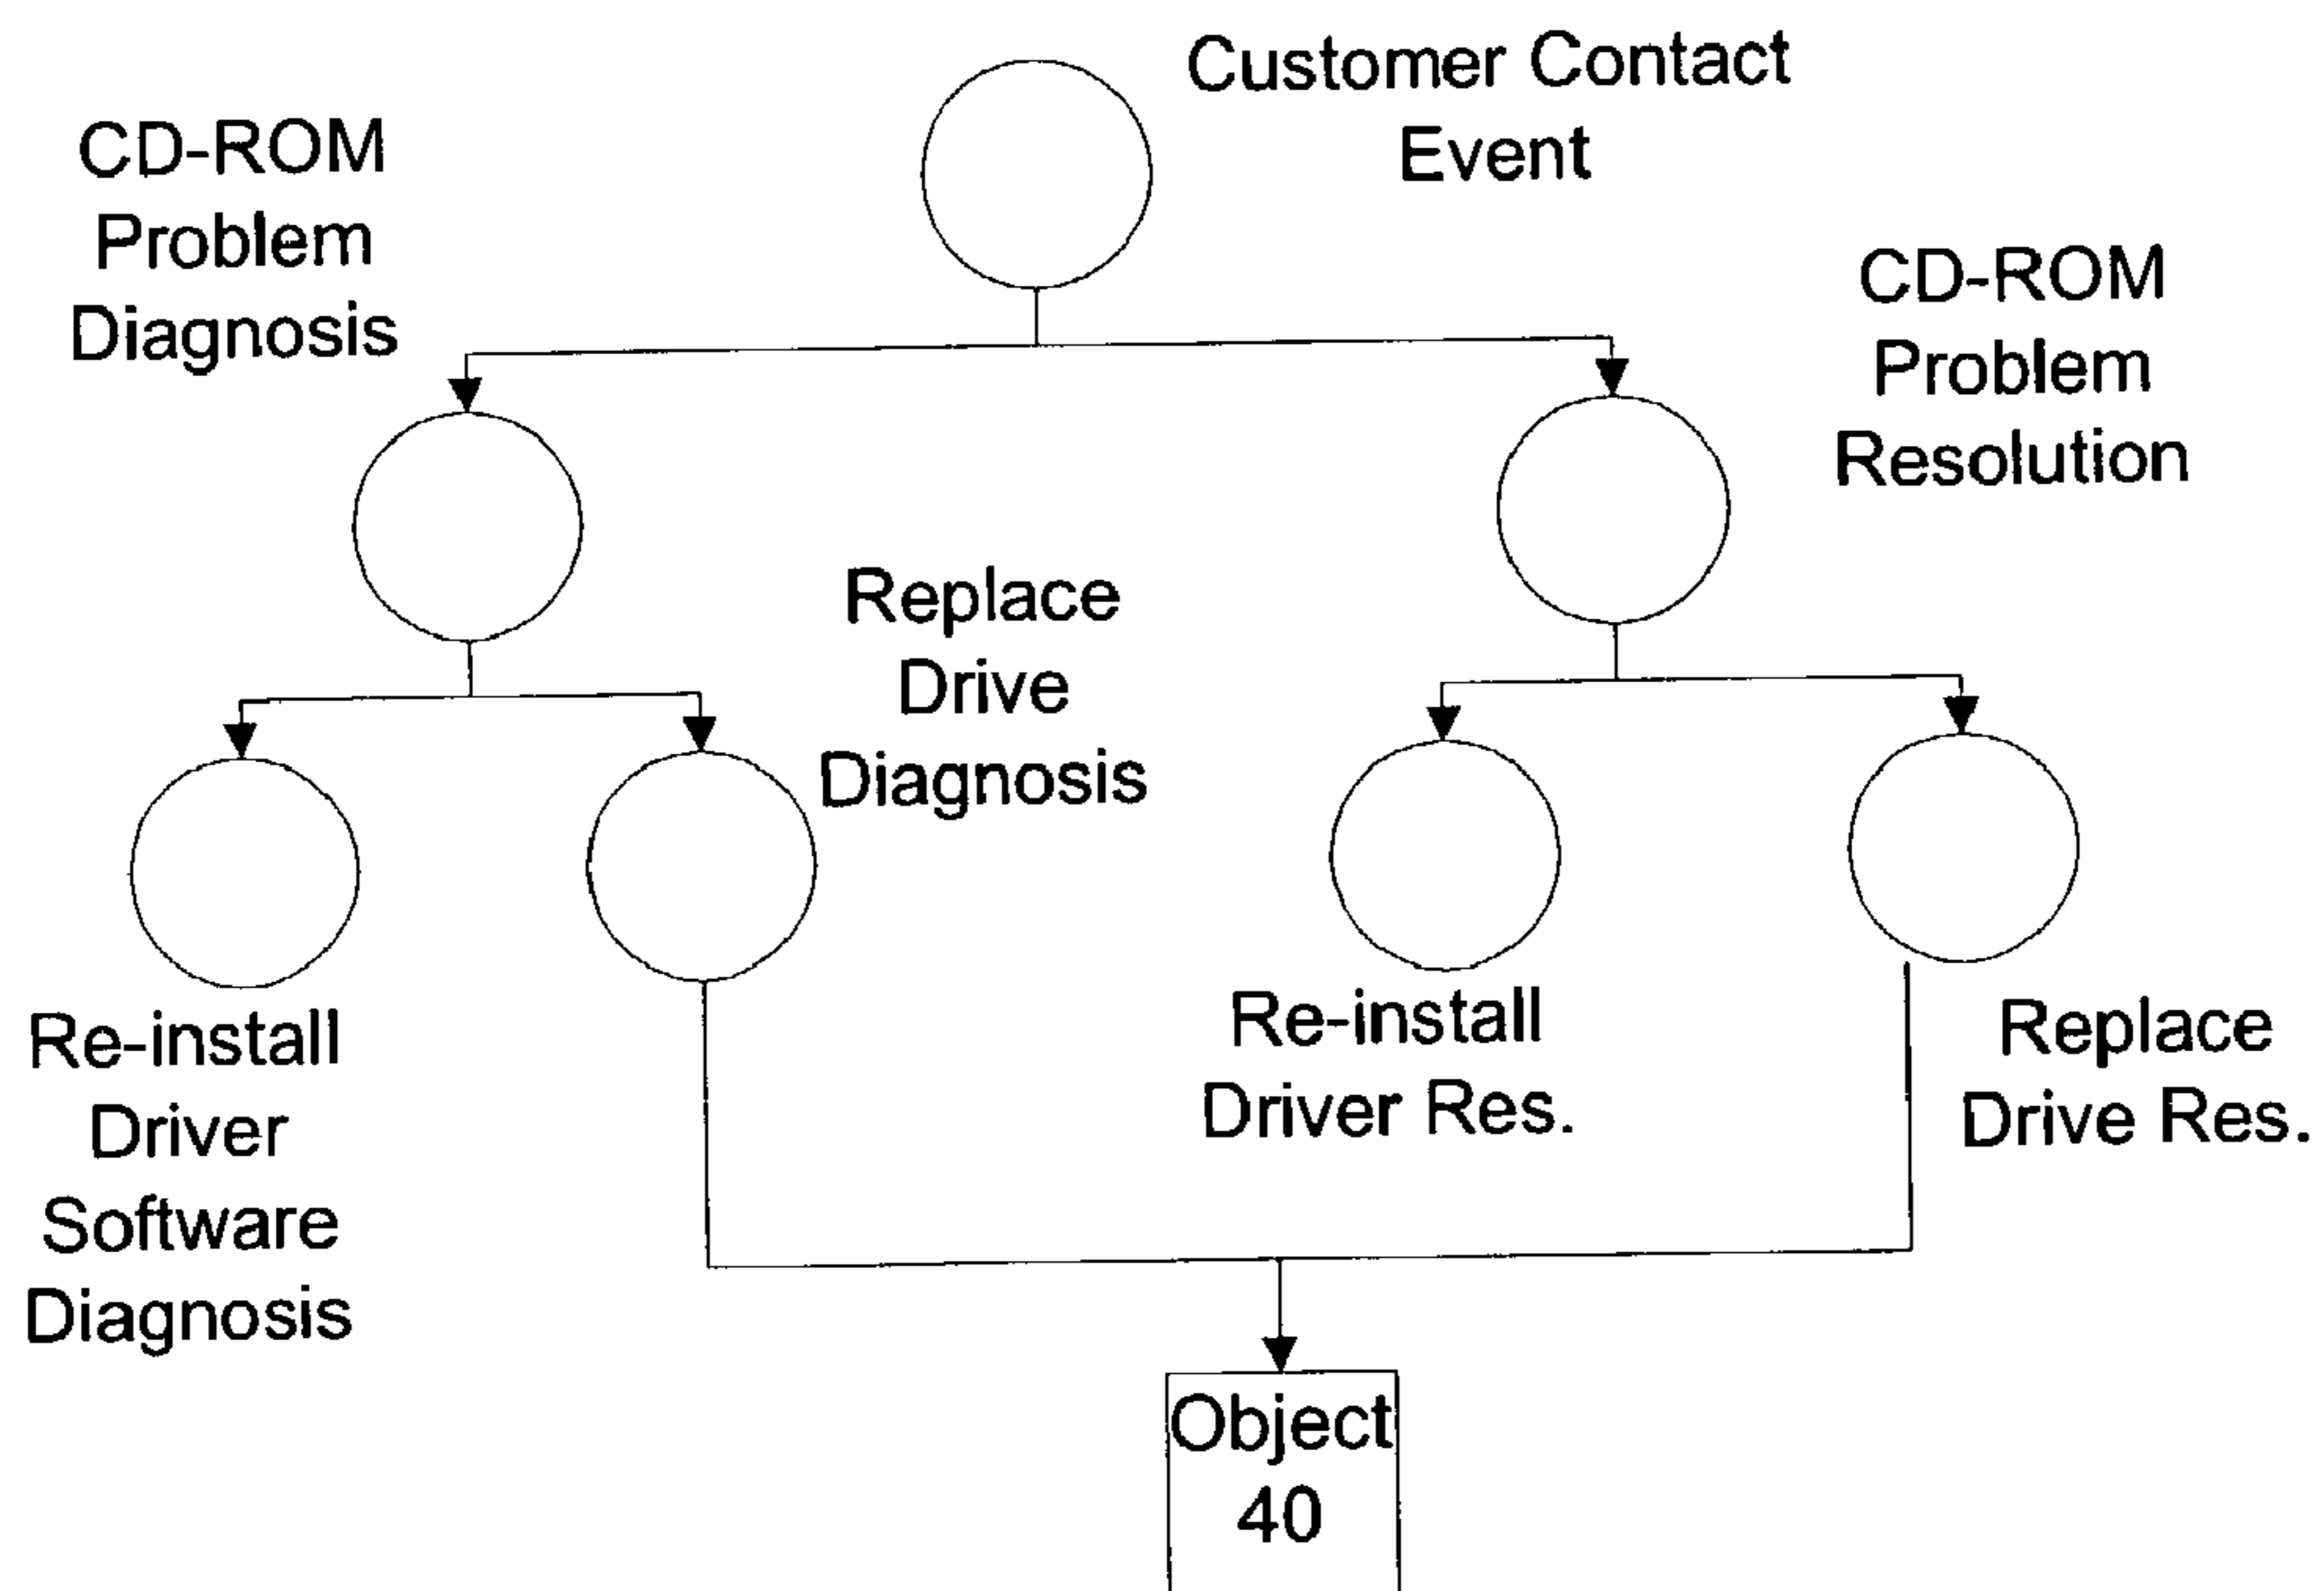 Customer Contact
Event
CD-ROM
Problem
Diagnosis
CD-ROM
Problem
Resolution
Replace
Drive
Diagnosis
Re-install
Driver
Software
Diagnosis
Re-install
Driver Res.
Replace
Drive Res.
Object
40